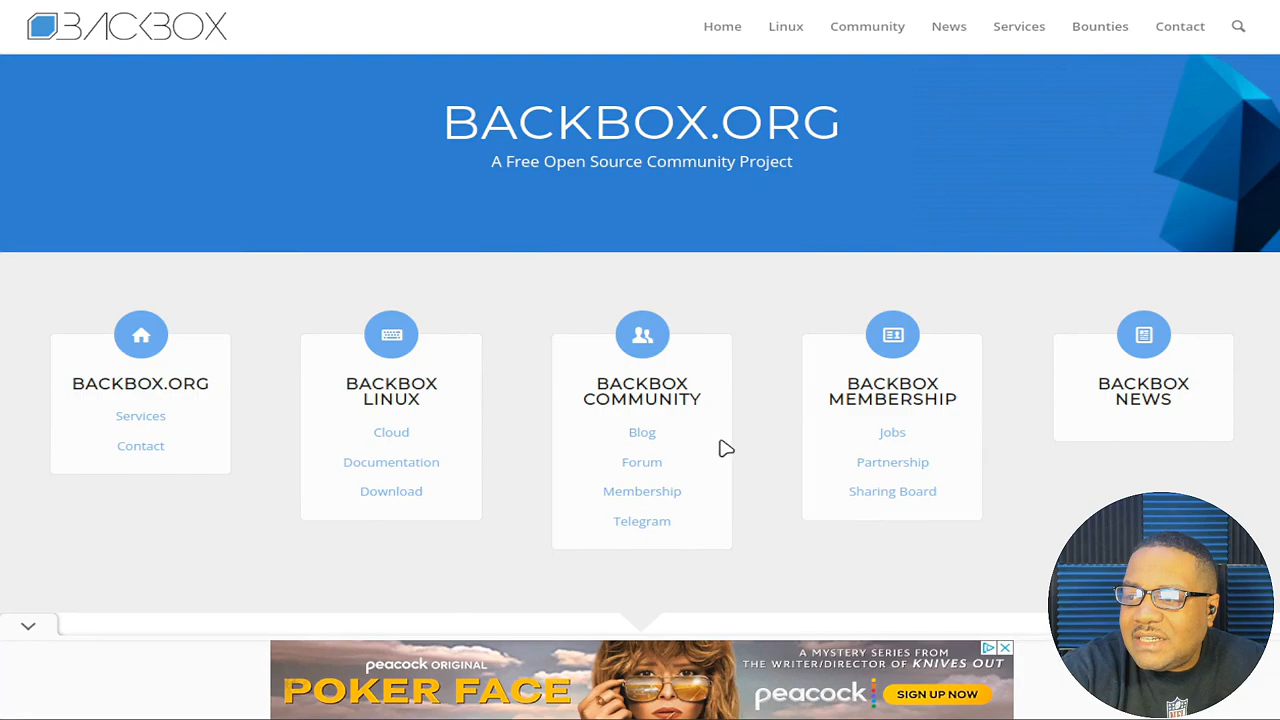 BACKBOX
Home Linux Community News Services Bounties Contact
BACKBOX.ORG
A Free Open Source Community Project
BACKBOX.ORG
Services
Contact
BACKBOX
LINUX
Cloud
Documentation
Download
BACKBOX
COMMUNITY
Blog
Forum
Membership
Telegram
BACKBOX
MEMBERSHIP
Jobs
Partnership
Sharing Board
BACKBOX
NEWS
peacock ORIGINAL
POKER FACE
A MYSTERY SERIES FROM
THE WRITER/DIRECTOR OF KNIVES OUT
peacock
SIGN UP NOW